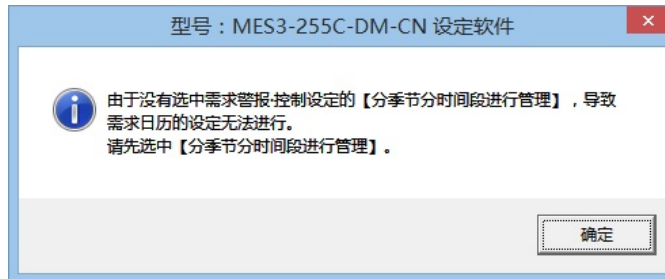 型号：MES3-255C-DM-CN 设定软件
由于没有选中需求警报·控制设定的【分季节分时间段进行管理】，导致
需求日历的设定无法进行。
请先选中【分季节分时间段进行管理】。
确定